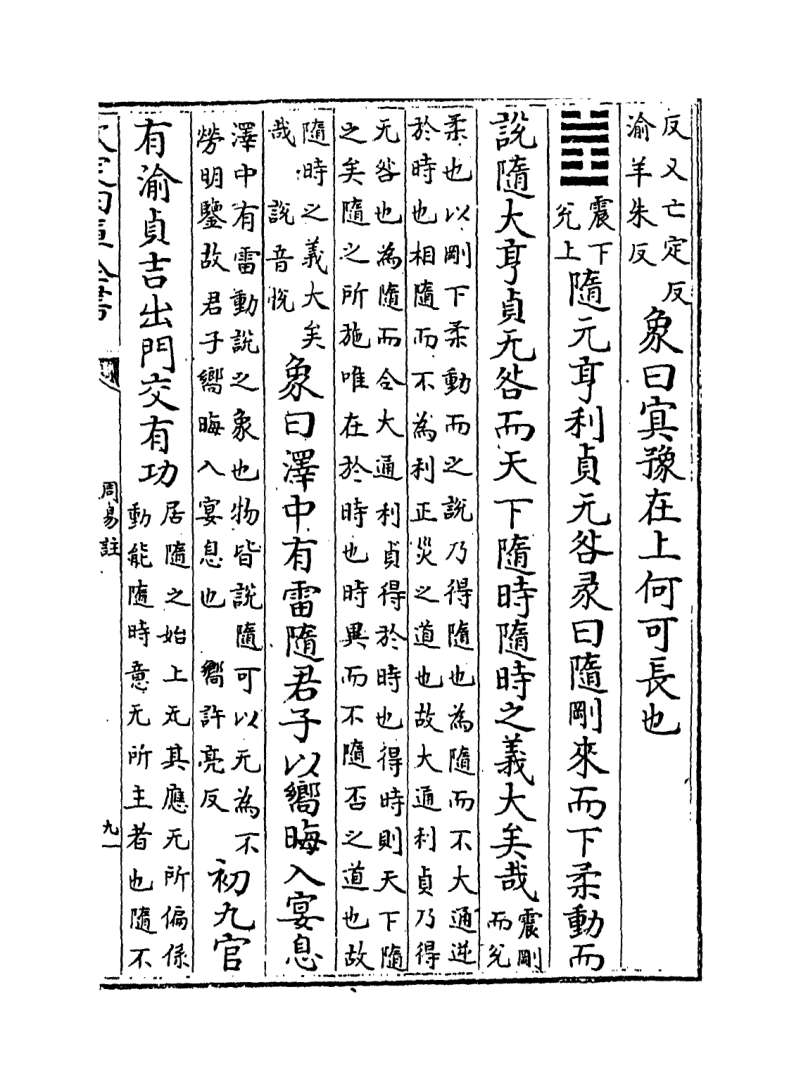 反又亡定反
渝羊朱反
象曰㝠豫在上何可長也
䷐
震下
兊上
隨元亨利貞无咎彖曰隨剛來而下柔動而
說隨大亨貞无咎而天下隨時隨時之義大矣哉
震剛
而兊
柔也以剛下柔動而之說乃得隨也為隨而不大通逆
於時也相隨而不為利正災之道也故大通利貞乃得
无咎也為隨而令大通利貞得於時也得時則天下隨
之矣隨之所施唯在於時也時異而不隨否之道也故
隨時之義大矣
哉 說音悅
象曰澤中有雷隨君子以嚮晦入宴息
澤中有雷動說之象也物皆說隨可以无為不
勞明鑒故君子嚮晦入宴息也 嚮許亮反
初九官
有渝貞吉出門交有功
居隨之始上无其應无所偏係
動能隨時意无所主者也隨不
欽定四庫全書
周易註
九一